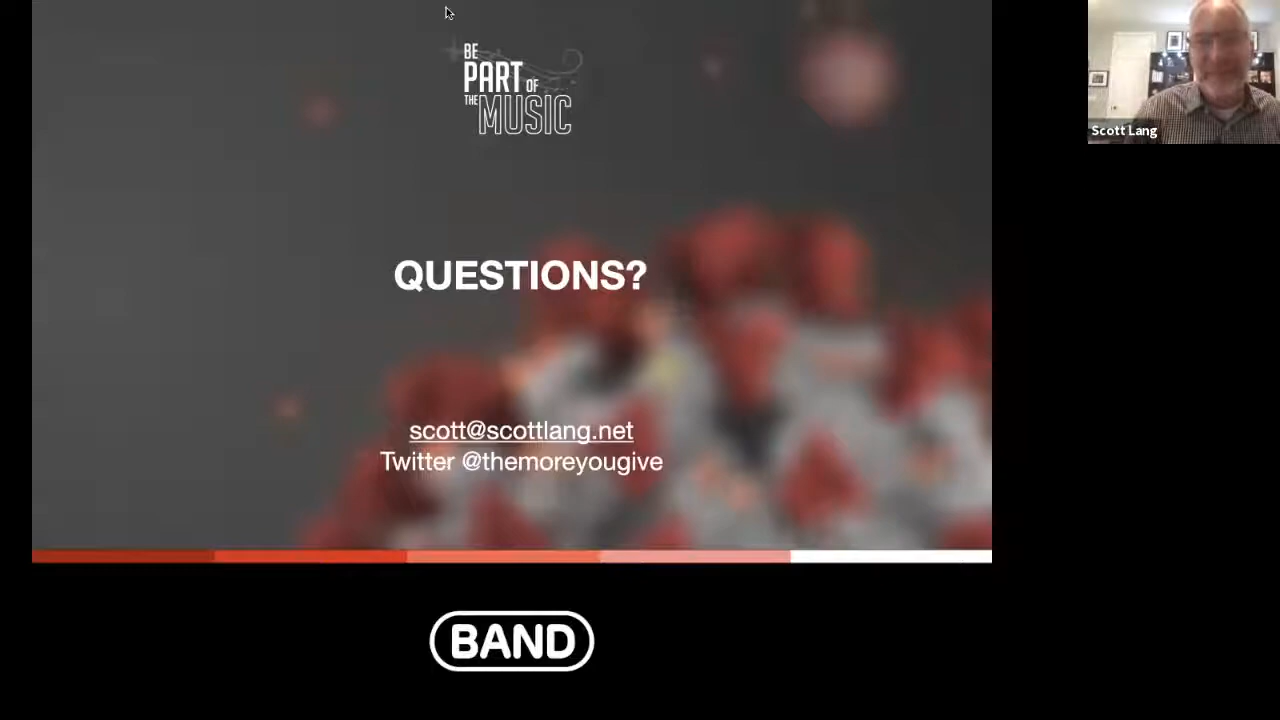 BE
PART OF
THE MUSIC
Scott Lang
QUESTIONS?
scott@scottlang.net
Twitter @themoreyougive
BAND